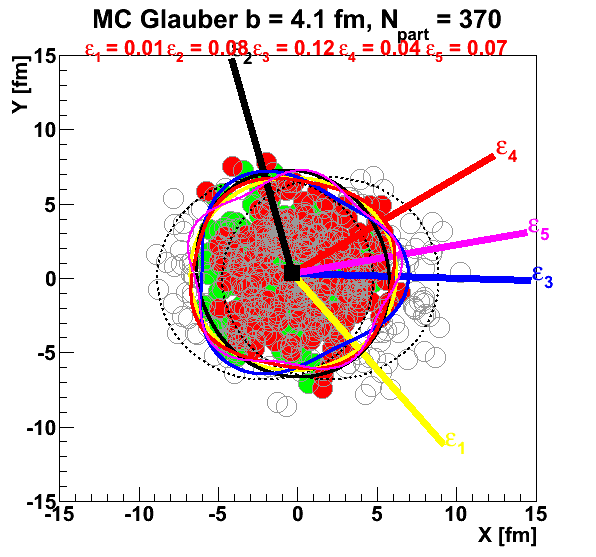 MC Glauber b = 4.1 fm, Npart = 370
ε1 = 0.01 ε2 = 0.08 ε3 = 0.12 ε4 = 0.04 ε5 = 0.07
ε2
Y [fm]
15
10
ε4
5
ε5
0
ε3
-5
-10
ε1
-15
-15 -10 -5 0 5 10 15
X [fm]